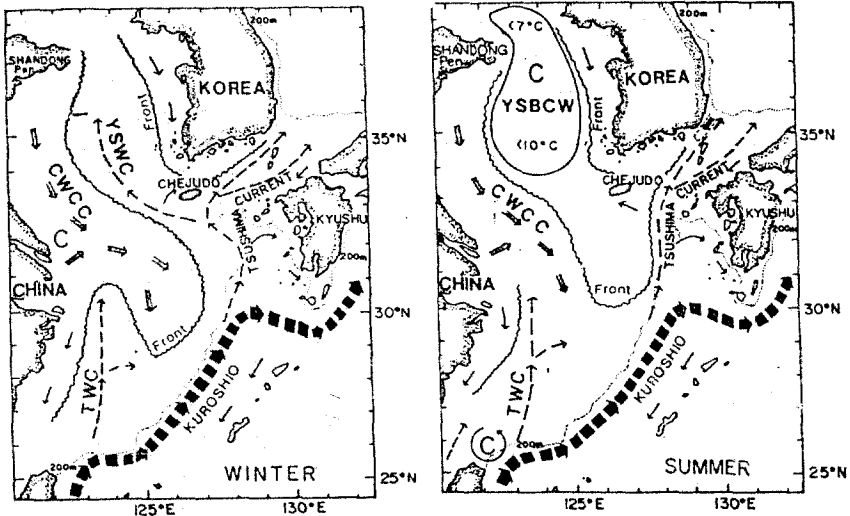 200m
SHANDONG
Pen.
KOREA
Front
YSWC
35°N
CWCC
CHEJUDO
CURRENT
TSUSHIMA
KYUSHU
C
CHINA
200m
30°N
Front
TWC
KUROSHIO
200m
WINTER
25°N
125°E
130°E
<7°C
200m
SHANDONG
Pen.
C
YSBCW
KOREA
Front
<10°C
35°N
CHEJUDO
CURRENT
CWCC
TSUSHIMA
KYUSHU
200m
CHINA
Front
30°N
TWC
KUROSHIO
C
200m
SUMMER
25°N
125°E
130°E